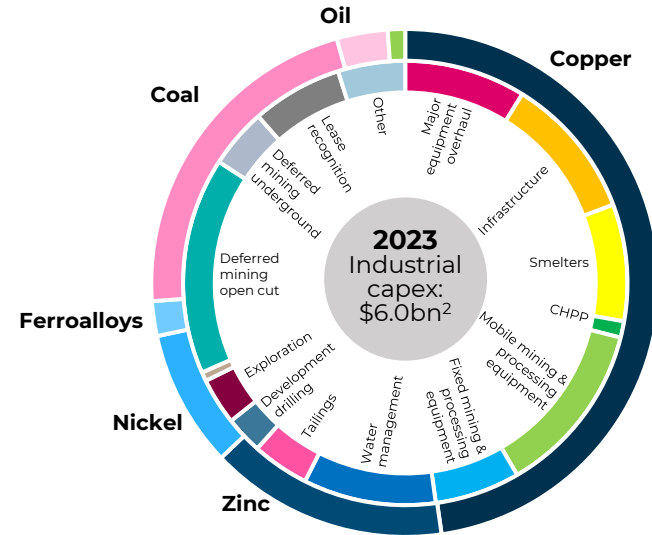 Oil
Copper
Coal
Ferroalloys
Nickel
Zinc
Major
equipment
overhaul
Infrastructure
Smelters
CHPP
Mobile mining &
processing
equipment
Fixed mining &
processing
equipment
Water
management
Tailings
Development
drilling
Exploration
Deferred
mining
open cut
Deferred
mining
underground
Lease
recognition
Other
2023
Industrial
capex:
$6.0bn²